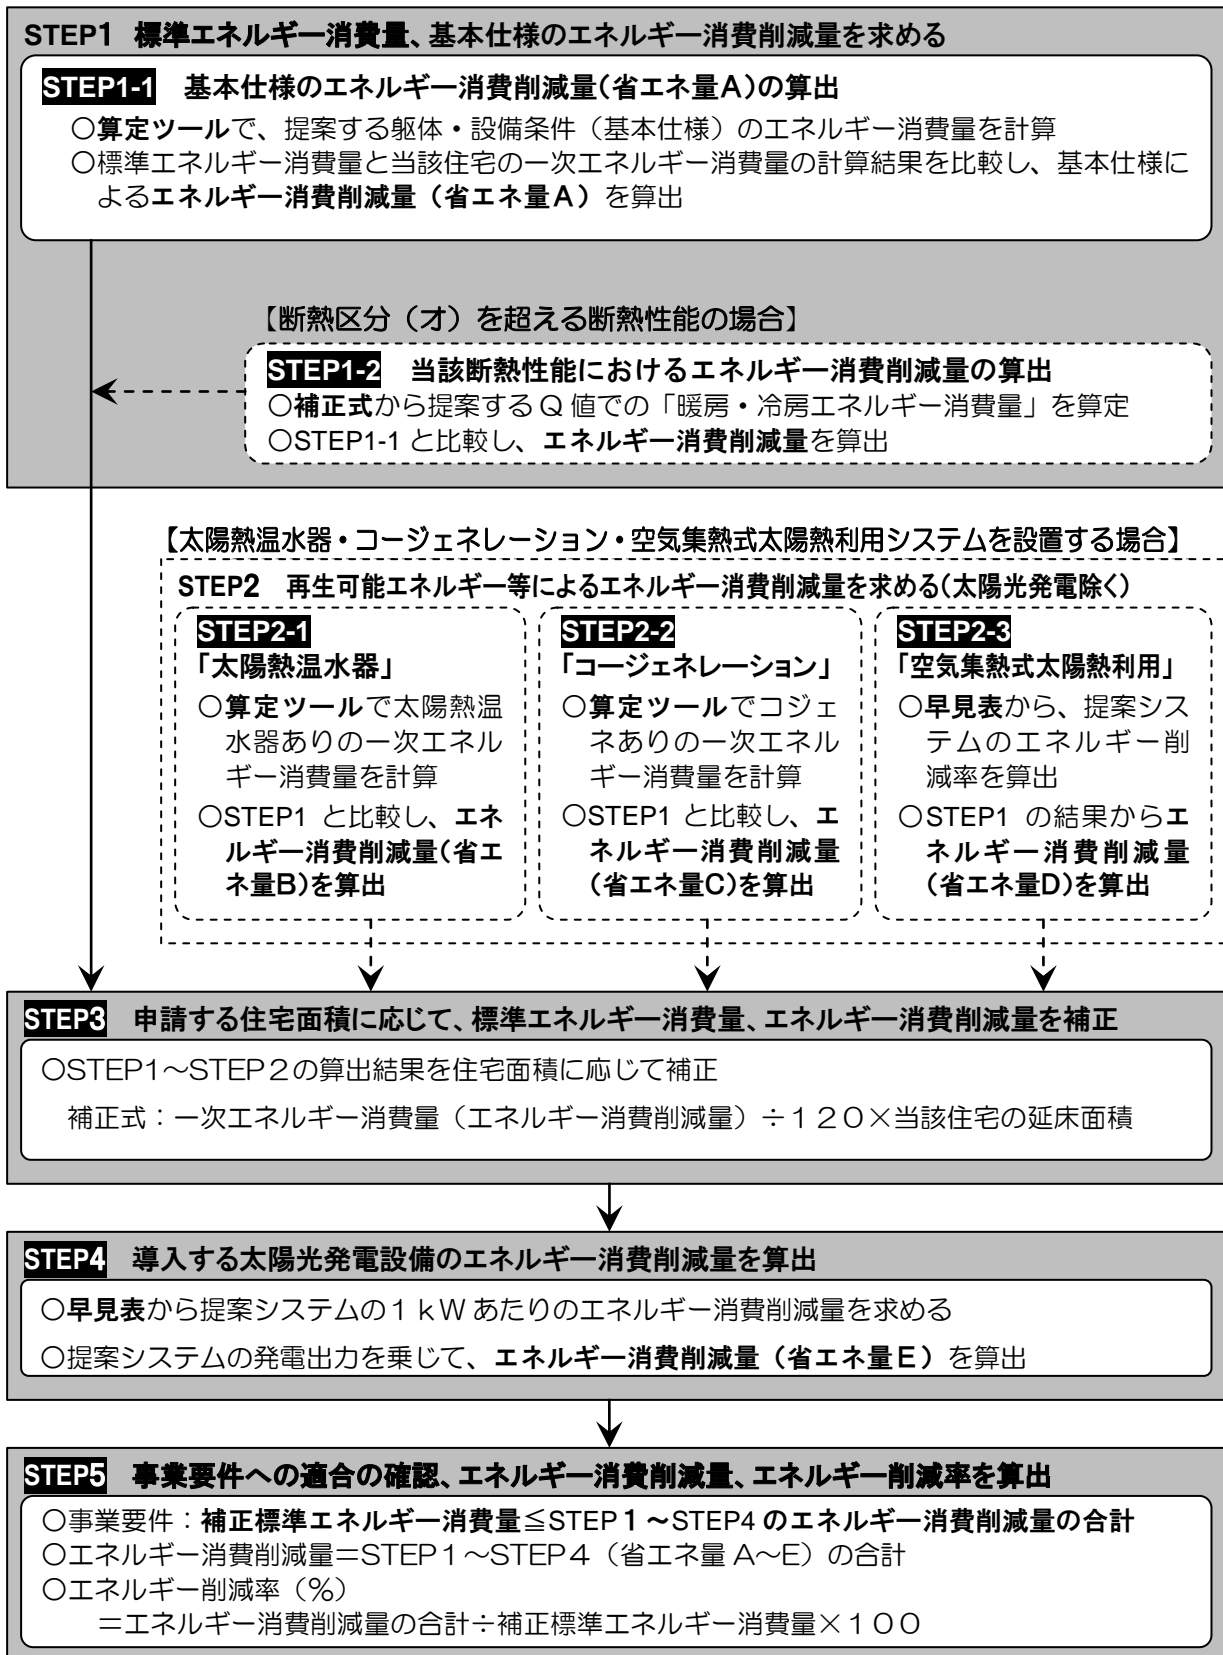 STEP1 標準エネルギー消費量、基本仕様のエネルギー消費削減量を求める
STEP1-1 基本仕様のエネルギー消費削減量(省エネ量A)の算出
○算定ツールで、提案する躯体・設備条件（基本仕様）のエネルギー消費量を計算
○標準エネルギー消費量と当該住宅の一次エネルギー消費量の計算結果を比較し、基本仕様に
よるエネルギー消費削減量（省エネ量A）を算出
【断熱区分（オ）を超える断熱性能の場合】
STEP1-2 当該断熱性能におけるエネルギー消費削減量の算出
○補正式から提案するＱ値での「暖房・冷房エネルギー消費量」を算定
○STEP1-1と比較し、エネルギー消費削減量を算出
【太陽熱温水器・コージェネレーション・空気集熱式太陽熱利用システムを設置する場合】
STEP2 再生可能エネルギー等によるエネルギー消費削減量を求める(太陽光発電除く)
STEP2-1
「太陽熱温水器」
○算定ツールで太陽熱温
水器ありの一次エネル
ギー消費量を計算
○STEP1と比較し、エネ
ルギー消費削減量(省エ
ネ量B)を算出
STEP2-2
「コージェネレーション」
○算定ツールでコジェ
ネありの一次エネル
ギー消費量を計算
○STEP1と比較し、エ
ネルギー消費削減量
(省エネ量C)を算出
STEP2-3
「空気集熱式太陽熱利用」
○早見表から、提案シス
テムのエネルギー削
減率を算出
○STEP1の結果からエ
ネルギー消費削減量
(省エネ量D)を算出
STEP3 申請する住宅面積に応じて、標準エネルギー消費量、エネルギー消費削減量を補正
○STEP1～STEP２の算出結果を住宅面積に応じて補正
補正式：一次エネルギー消費量（エネルギー消費削減量）÷１２０×当該住宅の延床面積
STEP4 導入する太陽光発電設備のエネルギー消費削減量を算出
○早見表から提案システムの１ｋW あたりのエネルギー消費削減量を求める
○提案システムの発電出力を乗じて、エネルギー消費削減量（省エネ量Ｅ）を算出
STEP5 事業要件への適合の確認、エネルギー消費削減量、エネルギー削減率を算出
○事業要件：補正標準エネルギー消費量≦STEP１～STEP4 のエネルギー消費削減量の合計
○エネルギー消費削減量＝STEP１～STEP４（省エネ量 A～E）の合計
○エネルギー削減率（％）
＝エネルギー消費削減量の合計÷補正標準エネルギー消費量×１００